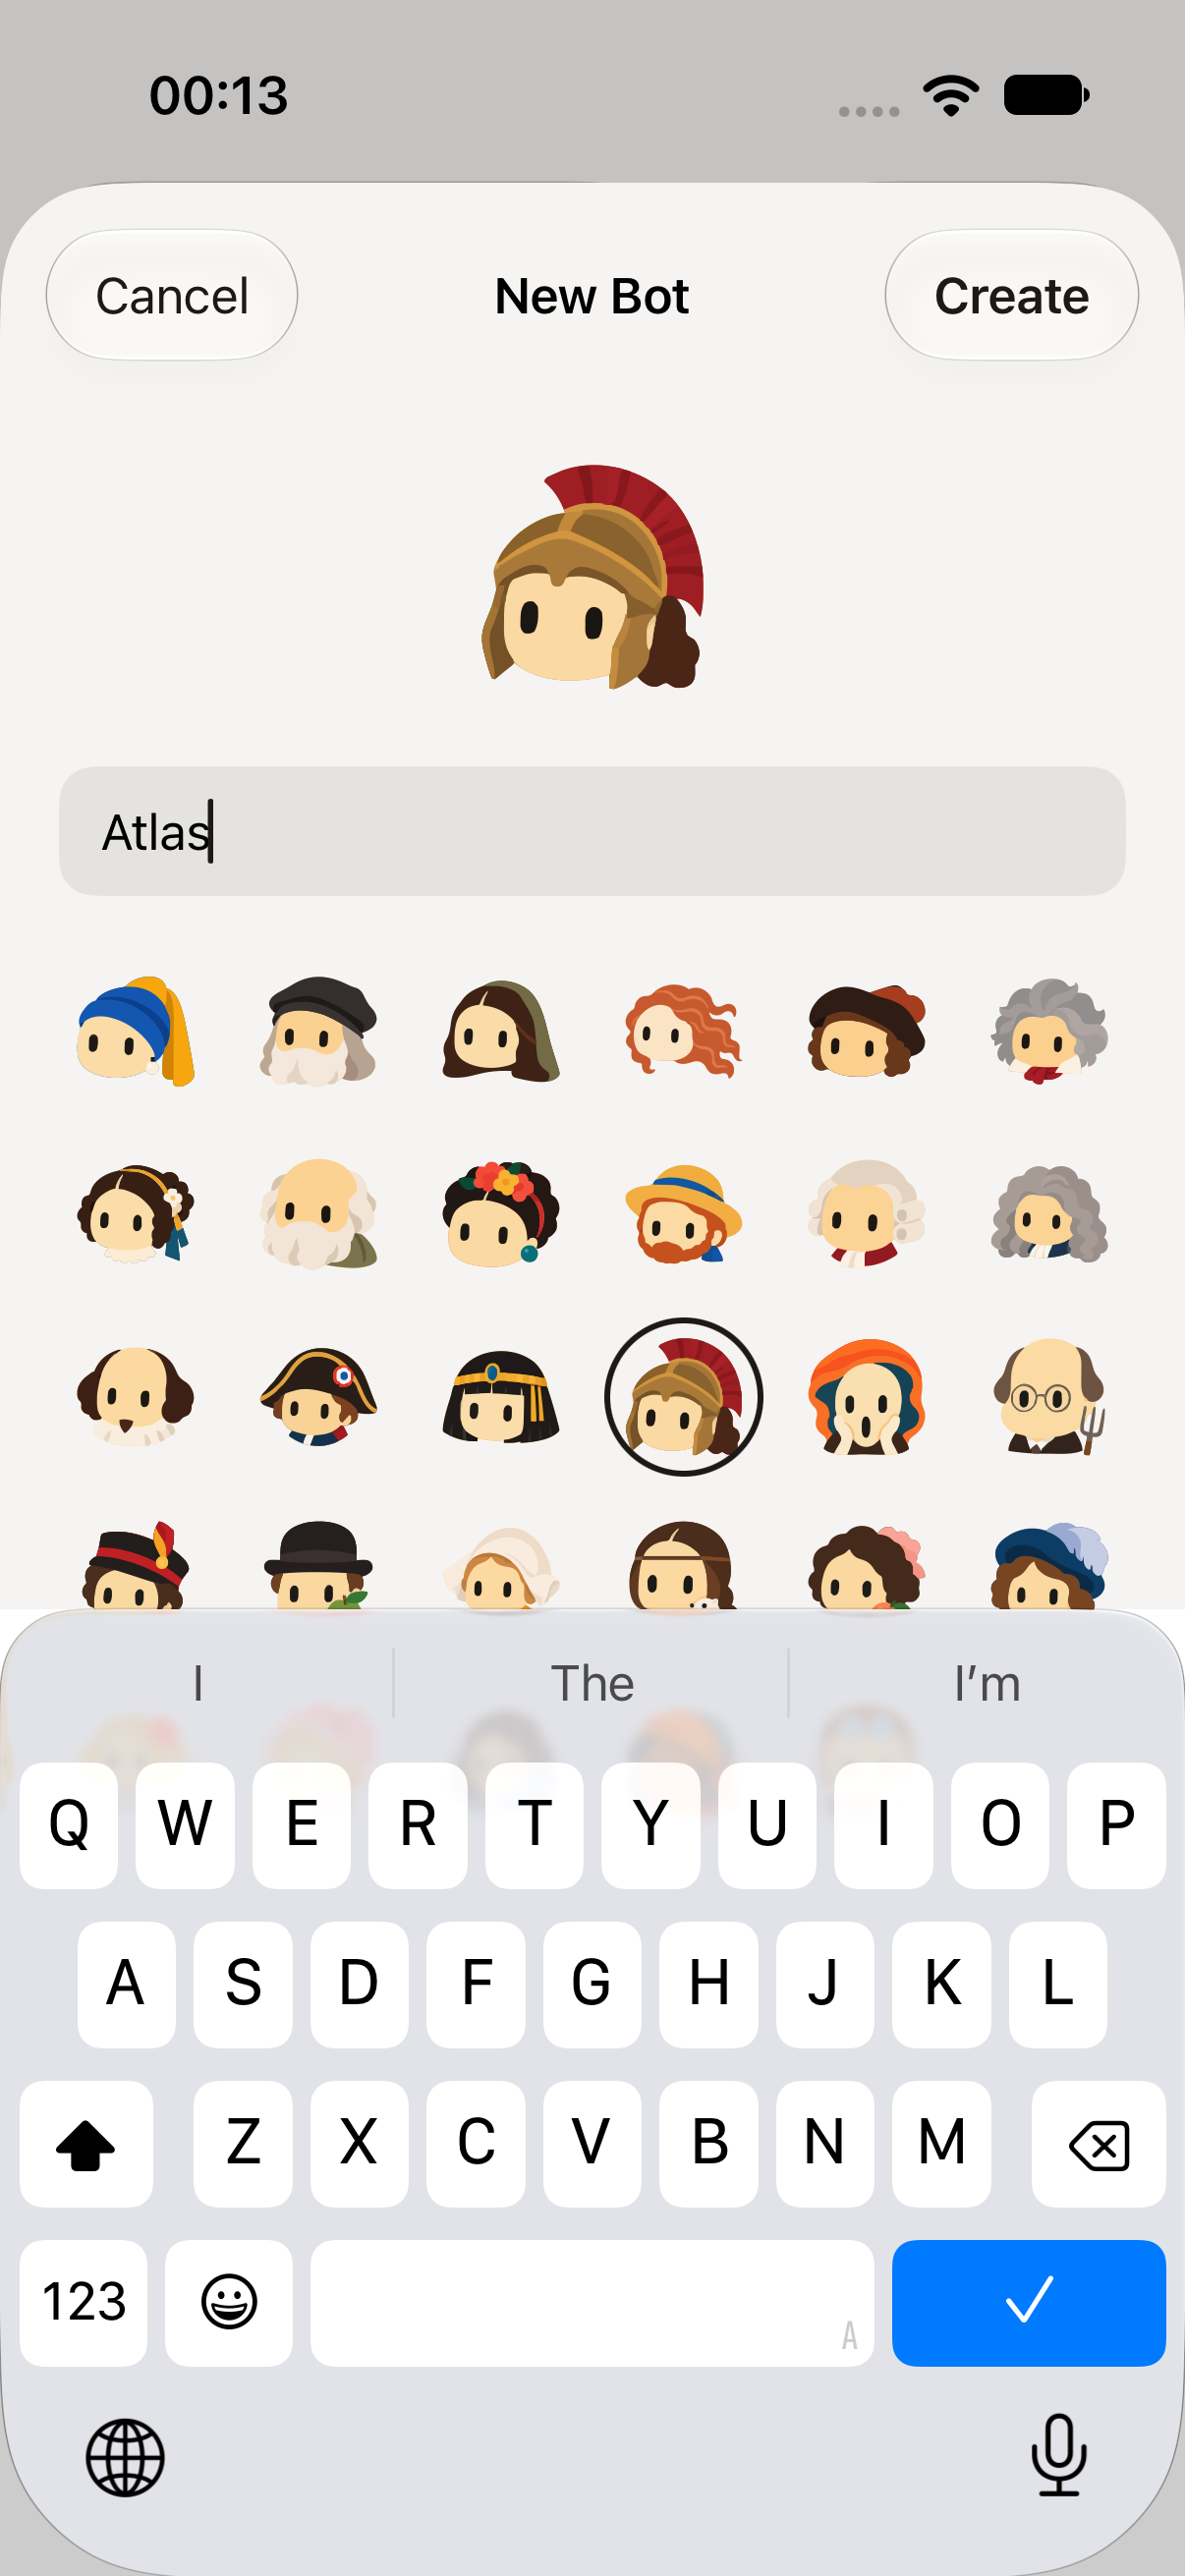 00:13
Cancel New Bot Create
Atlas
I The I’m
Q W E R T Y U I O P
A S D F G H J K L
Z X C V B N M
123
A